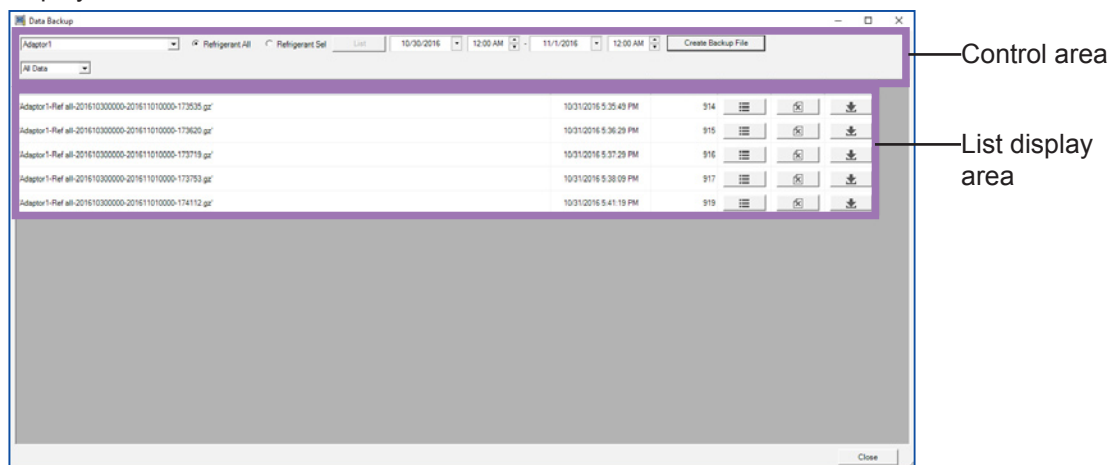 Data Backup
Adaptor1 Refrigerant All Refrigerant Sel List 10/30/2016 12:00 AM - 11/1/2016 12:00 AM Create Backup File
Control area
All Data
Adaptor1-Ref all-201610300000-201611010000-173535.gz' 10/31/2016 5:35:49 PM 914
Adaptor1-Ref all-201610300000-201611010000-173620.gz' 10/31/2016 5:36:29 PM 915
List display
area
Adaptor1-Ref all-201610300000-201611010000-173719.gz' 10/31/2016 5:37:29 PM 916
Adaptor1-Ref all-201610300000-201611010000-173753.gz' 10/31/2016 5:38:09 PM 917
Adaptor1-Ref all-201610300000-201611010000-174112.gz' 10/31/2016 5:41:19 PM 919
Close